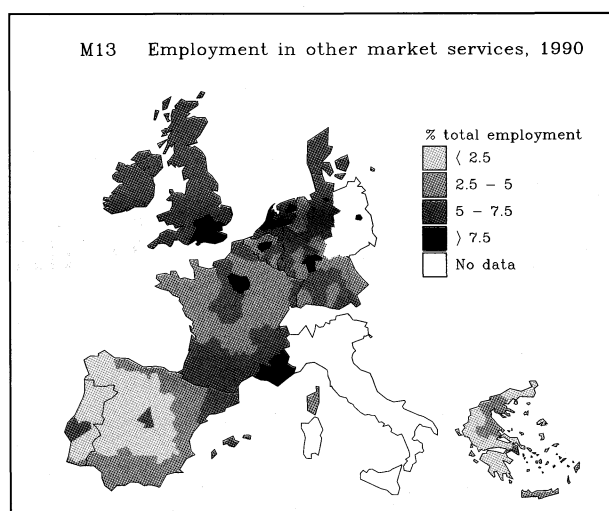 M13 Employment in other market services, 1990
% total employment
⟨ 2.5
2.5 – 5
5 – 7.5
⟩ 7.5
No data